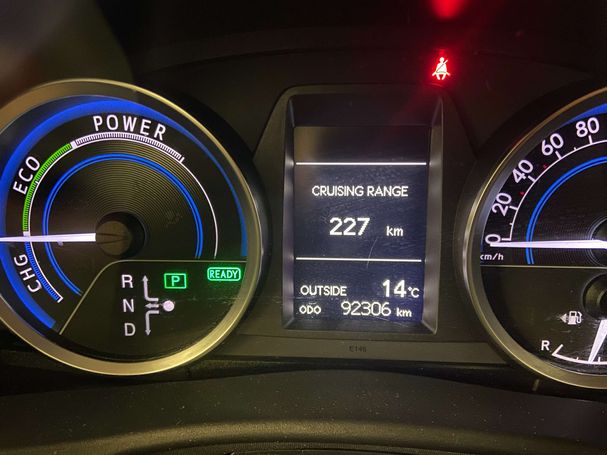 POWER
ECO
CHG
R
N
D
P
READY
CRUISING RANGE
227 km
OUTSIDE 14°C
ODO 92306 km
E145
0
20
40
60
80
km/h
R